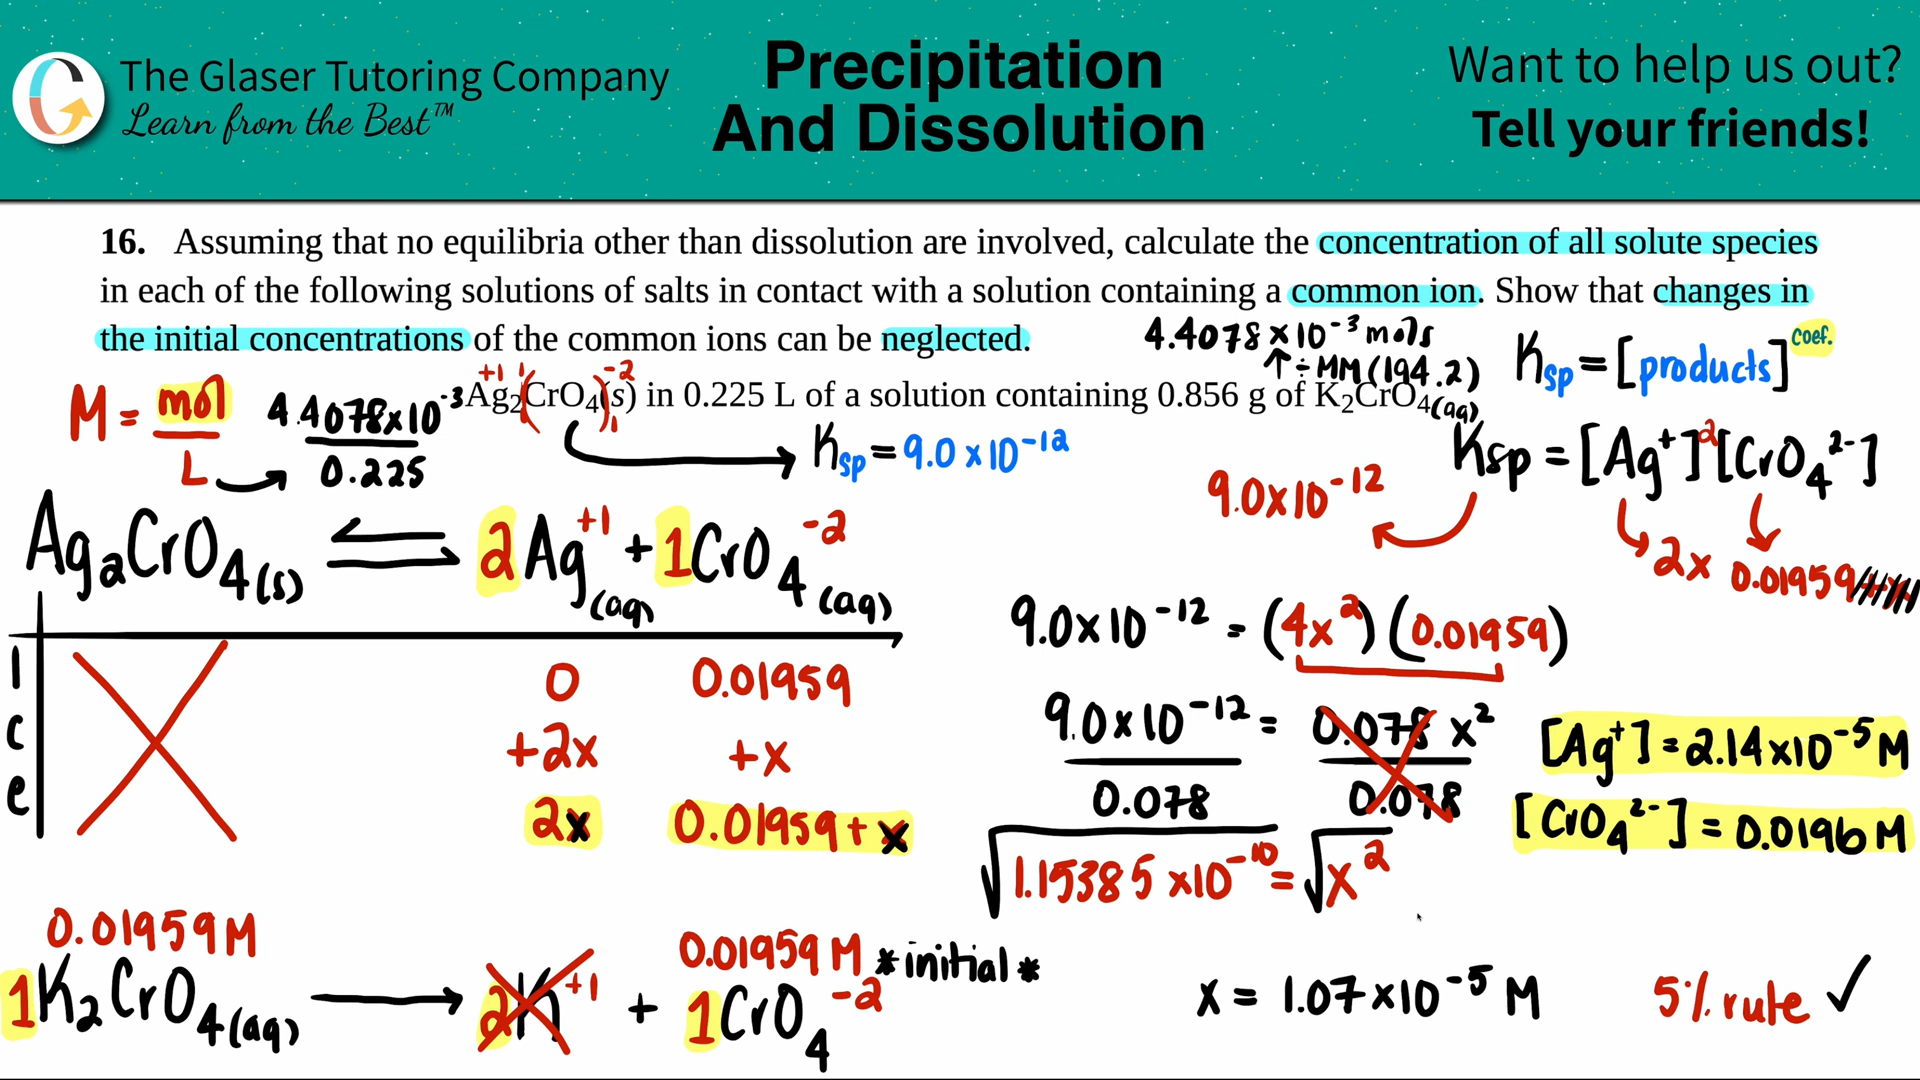 The Glaser Tutoring Company
Learn from the Best™
Precipitation
And Dissolution
Want to help us out?
Tell your friends!
16. Assuming that no equilibria other than dissolution are involved, calculate the concentration of all solute species
in each of the following solutions of salts in contact with a solution containing a common ion. Show that changes in
the initial concentrations of the common ions can be neglected.
4.4078 x 10⁻³ mols
↑ ÷ MM (194.2)
Ksp = [products]^coef.
+1 1 ( -2 ) 1
Ag₂CrO₄(s) in 0.225 L of a solution containing 0.856 g of K₂CrO₄(aq)
M = mol / L
4.4078x10⁻³ / 0.225
Ksp = 9.0 x 10⁻¹²
Ksp = [Ag⁺]²[CrO₄²⁻]
9.0x10⁻¹²
2x 0.01959
Ag₂CrO₄(s) ⇌ 2Ag⁺¹(aq) + 1CrO₄⁻²(aq)
I 0 0.01959
C +2x +x
e 2x 0.01959 + x
9.0x10⁻¹² = (4x²)(0.01959)
9.0x10⁻¹² / 0.078 = 0.078 x² / 0.078
√1.15385 x10⁻¹⁰ = √x²
[Ag⁺] = 2.14x10⁻⁵ M
[CrO₄²⁻] = 0.0196 M
0.01959 M
0.01959 M *initial*
1K₂CrO₄(aq) → 2K⁺¹ + 1CrO₄⁻²
x = 1.07x10⁻⁵ M
5% rule ✓